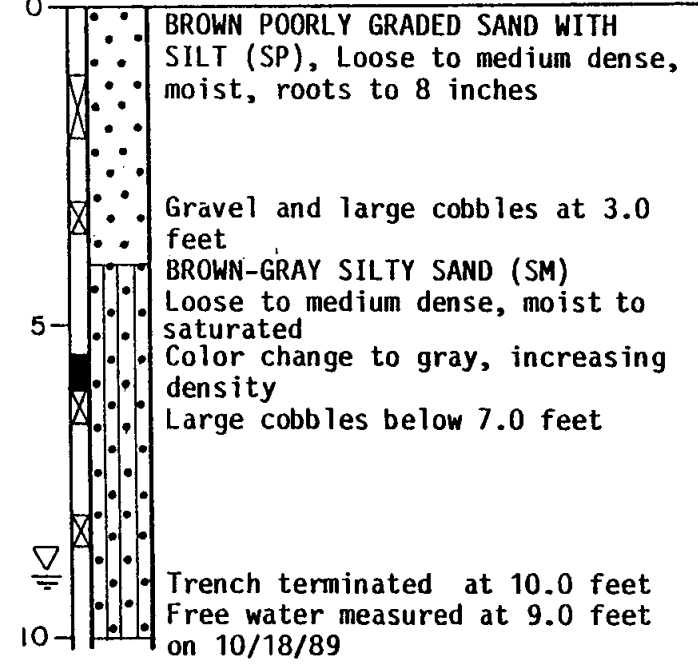 0
BROWN POORLY GRADED SAND WITH
SILT (SP), Loose to medium dense,
moist, roots to 8 inches
Gravel and large cobbles at 3.0
feet
BROWN-GRAY SILTY SAND (SM)
Loose to medium dense, moist to
5
saturated
Color change to gray, increasing
density
Large cobbles below 7.0 feet
Trench terminated at 10.0 feet
Free water measured at 9.0 feet
10
on 10/18/89